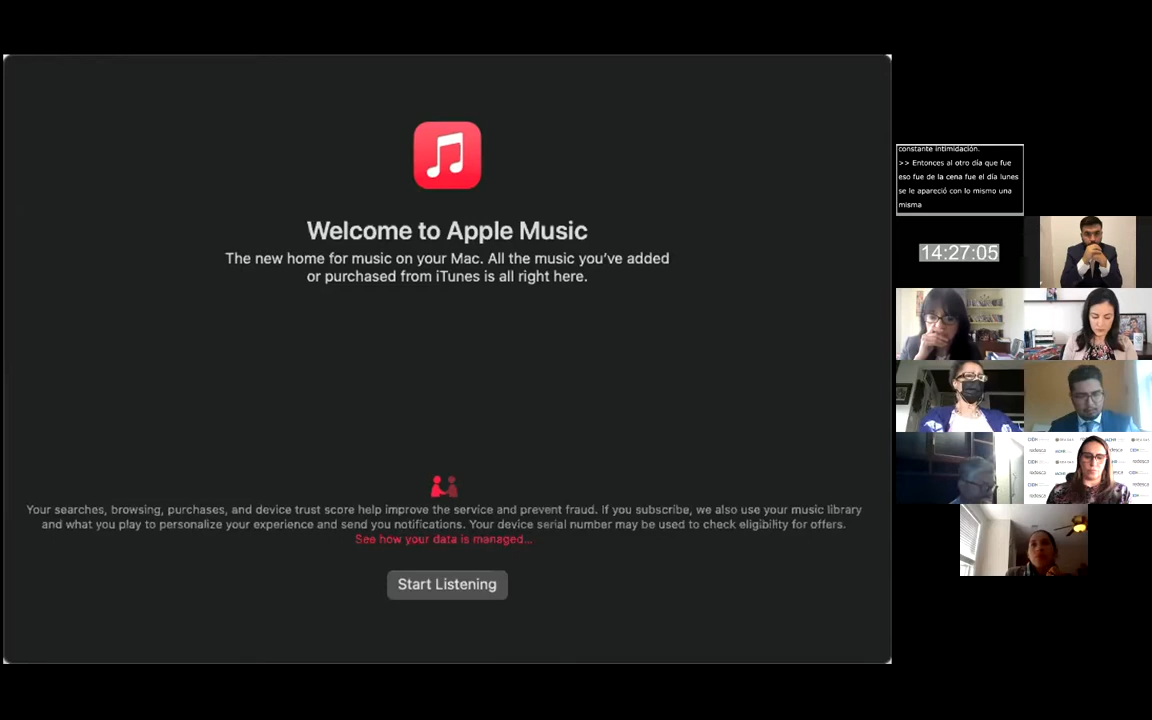 Welcome to Apple Music
The new home for music on your Mac. All the music you've added
or purchased from iTunes is all right here.
Your searches, browsing, purchases, and device trust score help improve the service and prevent fraud. If you subscribe, we also use your music library
and what you play to personalize your experience and send you notifications. Your device serial number may be used to check eligibility for offers.
See how your data is managed...
Start Listening
constante intimidación.
>> Entonces al otro día que fue
eso fue de la cena fue el día lunes
se le apareció con lo mismo una
misma
14:27:05
CIDH
redesca
redesca